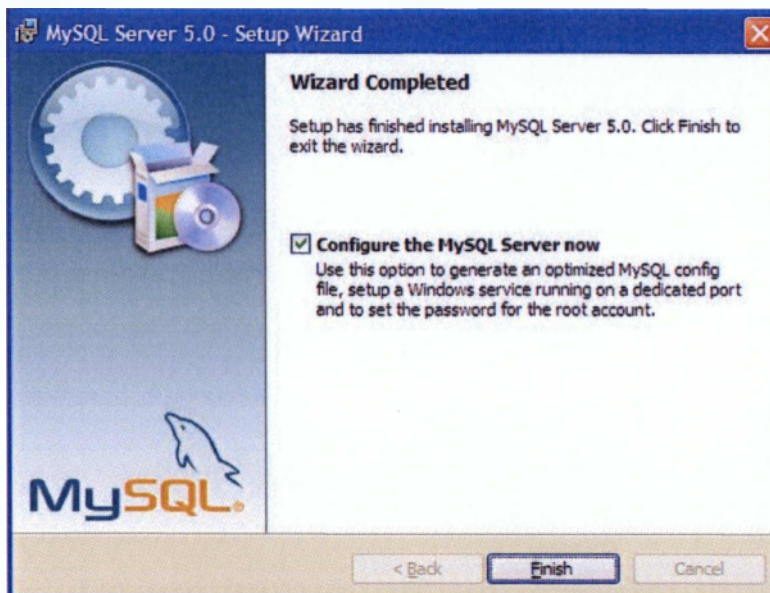 MySQL Server 5.0 - Setup Wizard
Wizard Completed
Setup has finished installing MySQL Server 5.0. Click Finish to
exit the wizard.
Configure the MySQL Server now
Use this option to generate an optimized MySQL config
file, setup a Windows service running on a dedicated port
and to set the password for the root account.
MySQL®
< Back
Finish
Cancel